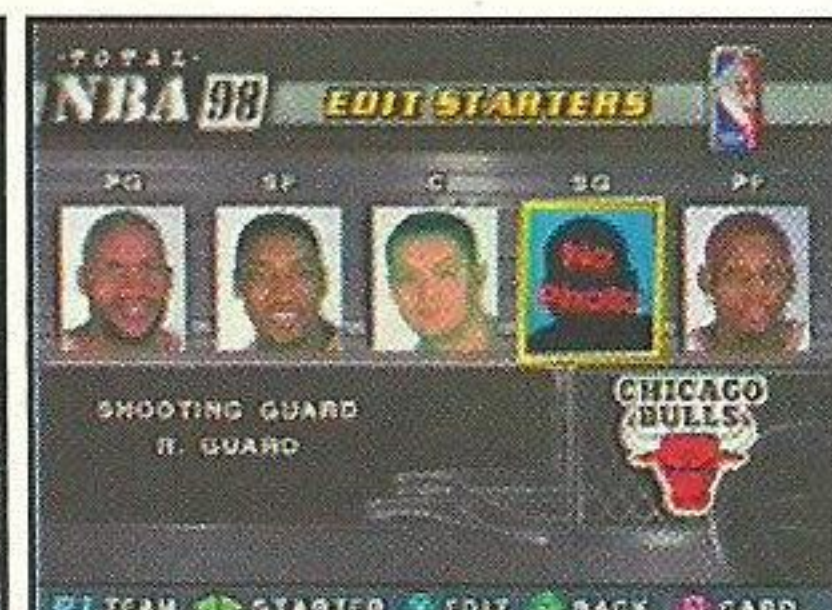 ·TOTAL·
NBA 98
EDIT STARTERS
PG SF C SG PF
SHOOTING GUARD
R. GUARD
CHICAGO
BULLS
TEAM STARTER EDIT BACK CARD